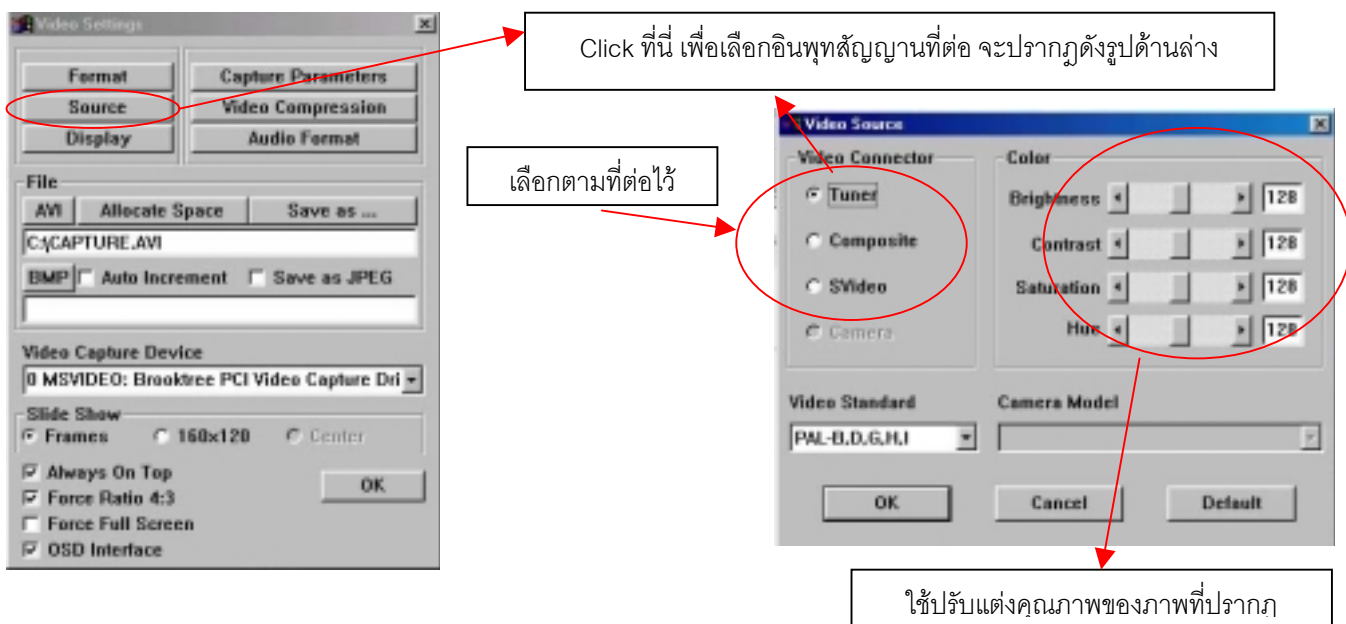 Video Settings
Click ที่นี่ เพื่อเลือกอินพุทสัญญานที่ต่อ จะปรากฎดังรูปด้านล่าง
Format
Capture Parameters
Source
Video Compression
Display
Audio Format
File
AVI Allocate Space Save as ...
C:\CAPTURE.AVI
BMP Auto Increment Save as JPEG
Video Capture Device
0 MSVIDEO: Brooktree PCI Video Capture Dri
Slide Show
Frames 160x120 Center
Always On Top
Force Ratio 4:3
Force Full Screen
OSD Interface
OK
เลือกตามที่ต่อไว้
Video Source
Video Connector
Tuner
Composite
SVideo
Camera
Color
Brightness 128
Contrast 128
Saturation 128
Hue 128
Video Standard
PAL-B,D,G,H,I
Camera Model
OK Cancel Default
ใช้ปรับแต่งคุณภาพของภาพที่ปรากฎ